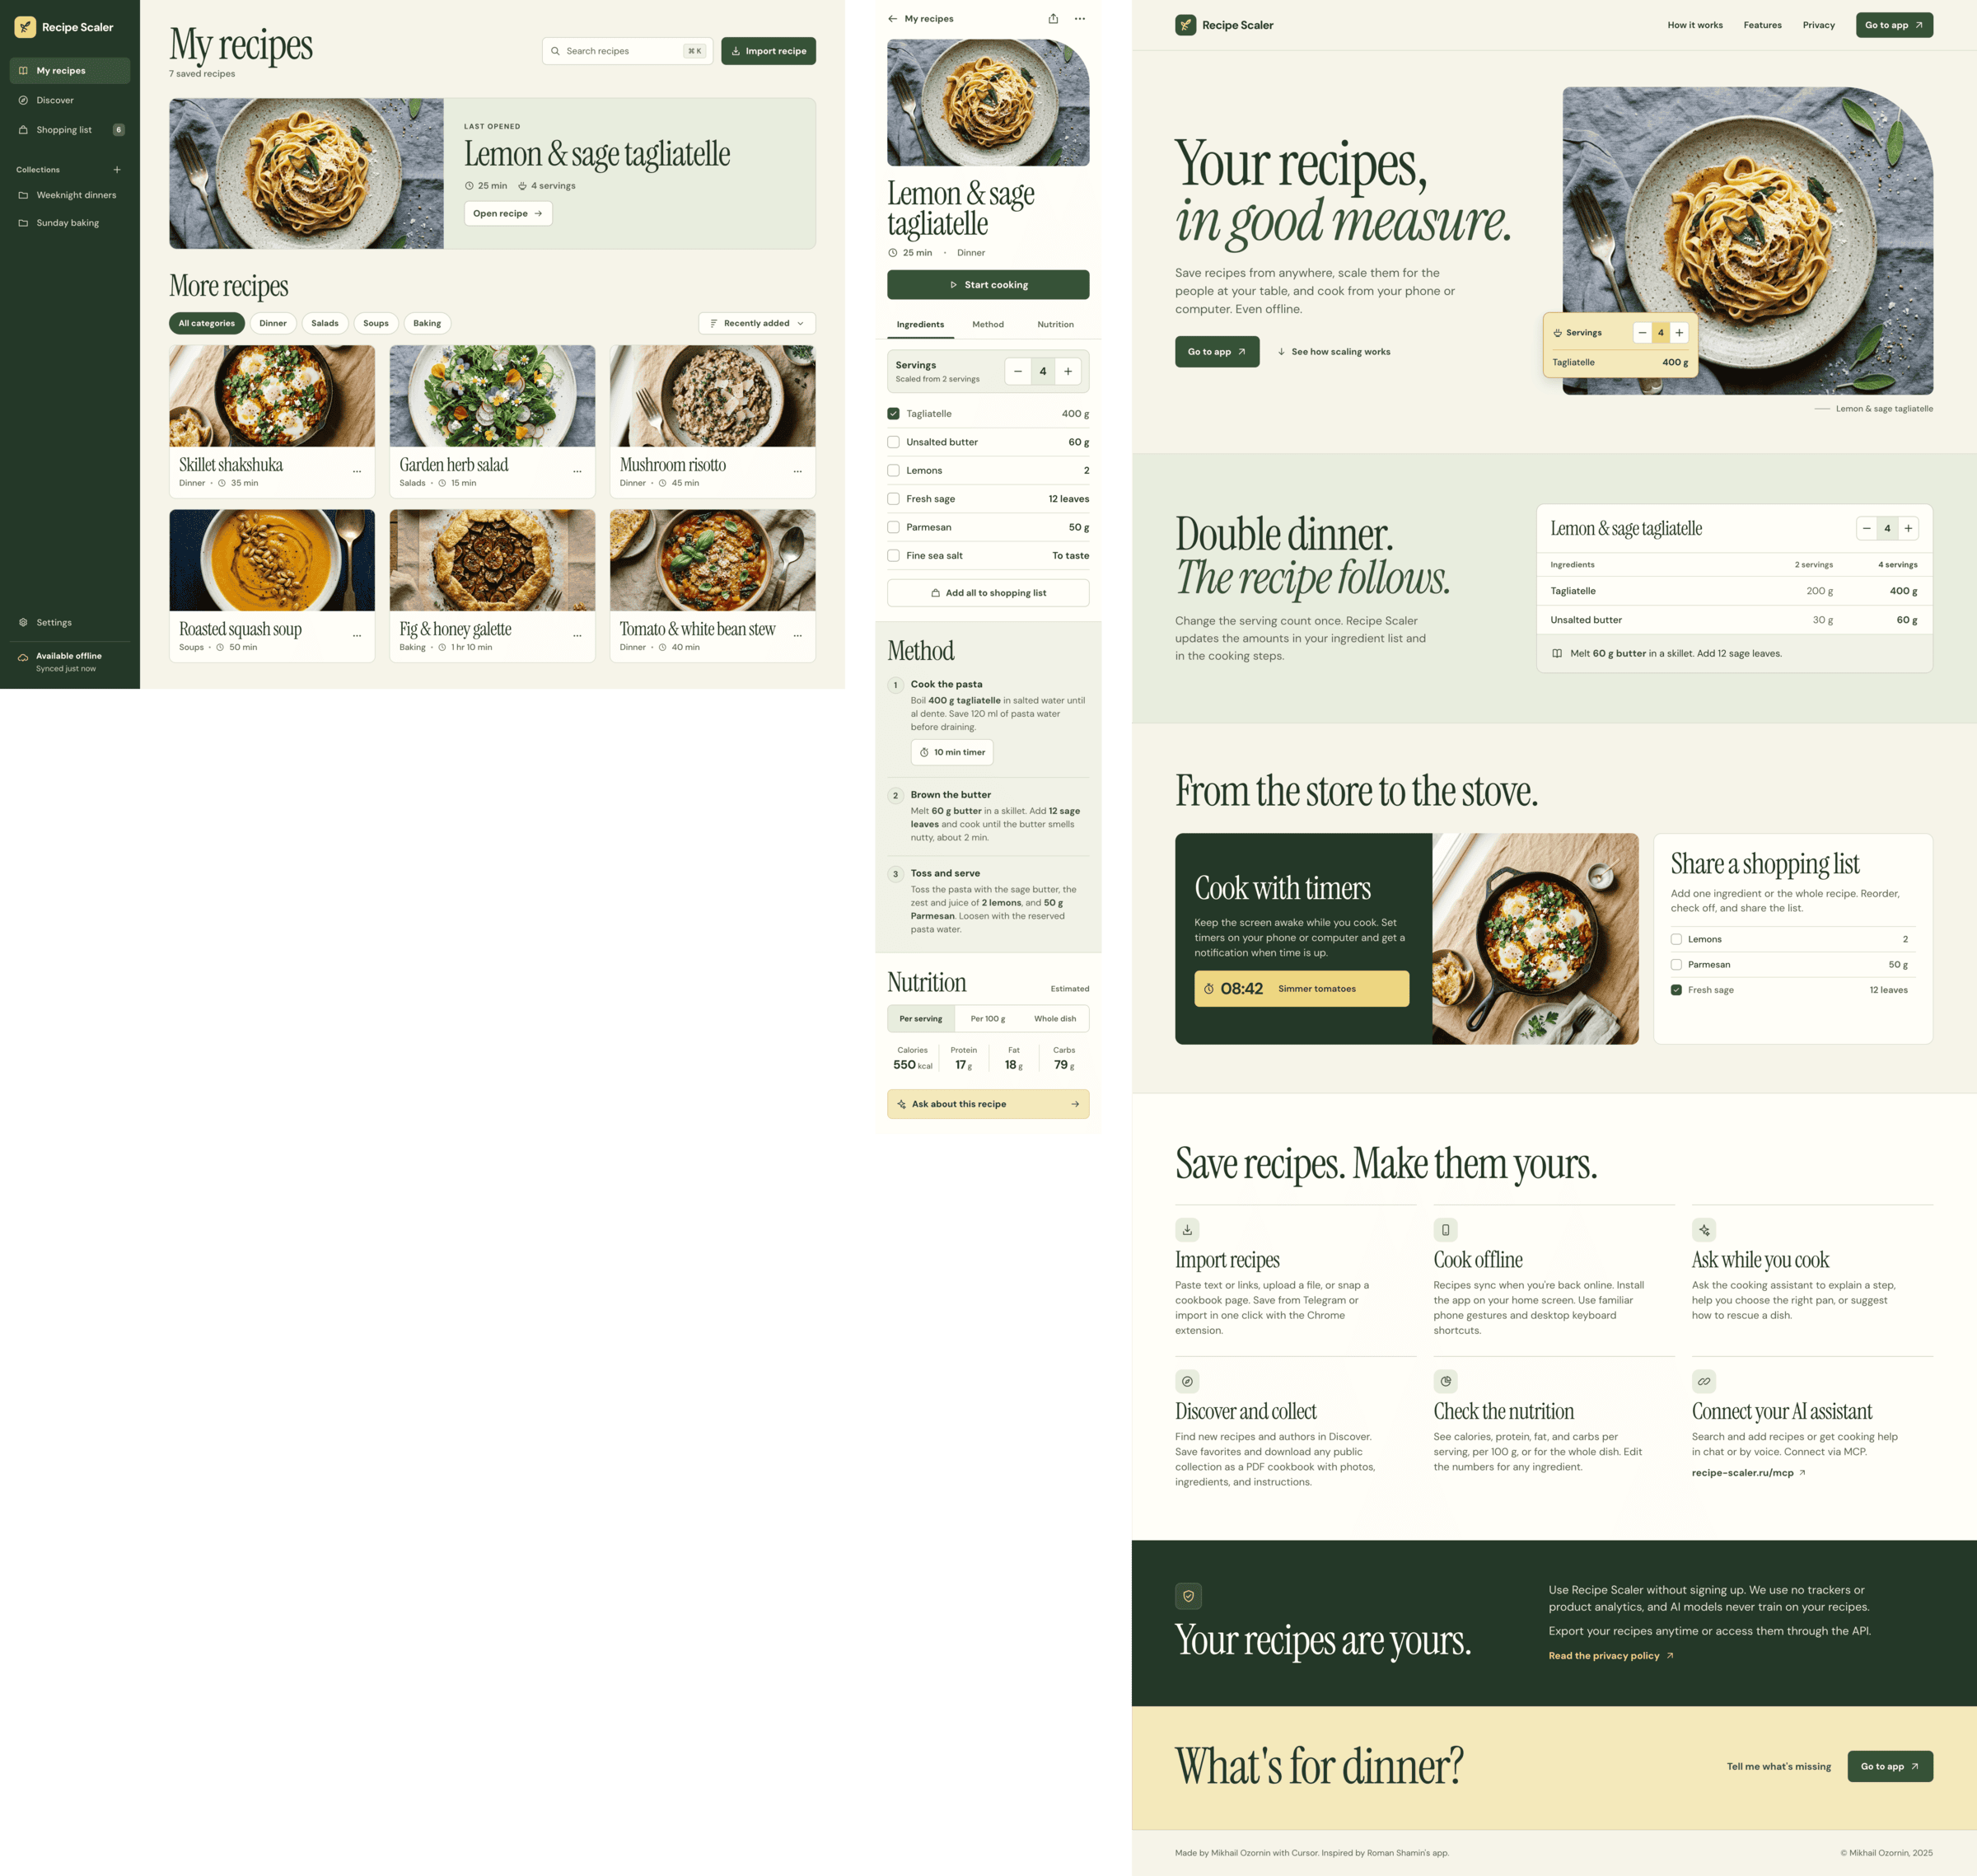 Recipe Scaler
My recipes
Discover
Shopping list 6
Collections
Weeknight dinners
Sunday baking
Settings
Available offline
Synced just now
My recipes
7 saved recipes
Search recipes ⌘ K
Import recipe
LAST OPENED
Lemon & sage tagliatelle
25 min 4 servings
Open recipe
More recipes
All categories Dinner Salads Soups Baking
Recently added
Skillet shakshuka
Dinner • 35 min
Garden herb salad
Salads • 15 min
Mushroom risotto
Dinner • 45 min
Roasted squash soup
Soups • 50 min
Fig & honey galette
Baking • 1 hr 10 min
Tomato & white bean stew
Dinner • 40 min
My recipes
Lemon & sage
tagliatelle
25 min • Dinner
Start cooking
Ingredients Method Nutrition
Servings
Scaled from 2 servings
− 4 +
Tagliatelle 400 g
Unsalted butter 60 g
Lemons 2
Fresh sage 12 leaves
Parmesan 50 g
Fine sea salt To taste
Add all to shopping list
Method
1 Cook the pasta
Boil 400 g tagliatelle in salted water until
al dente. Save 120 ml of pasta water
before draining.
10 min timer
2 Brown the butter
Melt 60 g butter in a skillet. Add 12 sage
leaves and cook until the butter smells
nutty, about 2 min.
3 Toss and serve
Toss the pasta with the sage butter, the
zest and juice of 2 lemons, and 50 g
Parmesan. Loosen with the reserved
pasta water.
Nutrition
Estimated
Per serving Per 100 g Whole dish
Calories Protein Fat Carbs
550 kcal 17 g 18 g 79 g
Ask about this recipe
Recipe Scaler
How it works Features Privacy Go to app
Your recipes,
in good measure.
Save recipes from anywhere, scale them for the
people at your table, and cook from your phone or
computer. Even offline.
Go to app
See how scaling works
Servings − 4 +
Tagliatelle 400 g
Lemon & sage tagliatelle
Double dinner.
The recipe follows.
Change the serving count once. Recipe Scaler
updates the amounts in your ingredient list and
in the cooking steps.
Lemon & sage tagliatelle − 4 +
Ingredients 2 servings 4 servings
Tagliatelle 200 g 400 g
Unsalted butter 30 g 60 g
Melt 60 g butter in a skillet. Add 12 sage leaves.
From the store to the stove.
Cook with timers
Keep the screen awake while you cook. Set
timers on your phone or computer and get a
notification when time is up.
08:42 Simmer tomatoes
Share a shopping list
Add one ingredient or the whole recipe. Reorder,
check off, and share the list.
Lemons 2
Parmesan 50 g
Fresh sage 12 leaves
Save recipes. Make them yours.
Import recipes
Paste text or links, upload a file, or snap a
cookbook page. Save from Telegram or
import in one click with the Chrome
extension.
Cook offline
Recipes sync when you're back online. Install
the app on your home screen. Use familiar
phone gestures and desktop keyboard
shortcuts.
Ask while you cook
Ask the cooking assistant to explain a step,
help you choose the right pan, or suggest
how to rescue a dish.
Discover and collect
Find new recipes and authors in Discover.
Save favorites and download any public
collection as a PDF cookbook with photos,
ingredients, and instructions.
Check the nutrition
See calories, protein, fat, and carbs per
serving, per 100 g, or for the whole dish. Edit
the numbers for any ingredient.
Connect your AI assistant
Search and add recipes or get cooking help
in chat or by voice. Connect via MCP.
recipe-scaler.ru/mcp
Your recipes are yours.
Use Recipe Scaler without signing up. We use no trackers or
product analytics, and AI models never train on your recipes.
Export your recipes anytime or access them through the API.
Read the privacy policy
What's for dinner?
Tell me what's missing
Go to app
Made by Mikhail Ozornin with Cursor. Inspired by Roman Shamin's app.
© Mikhail Ozornin, 2025